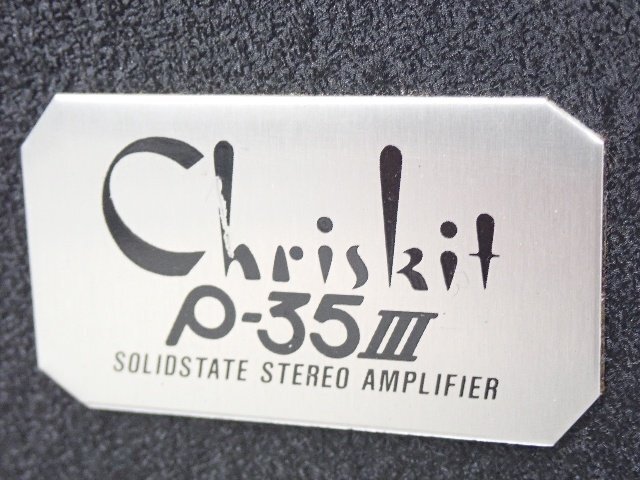 Chriskit
P-35III
SOLIDSTATE STEREO AMPLIFIER